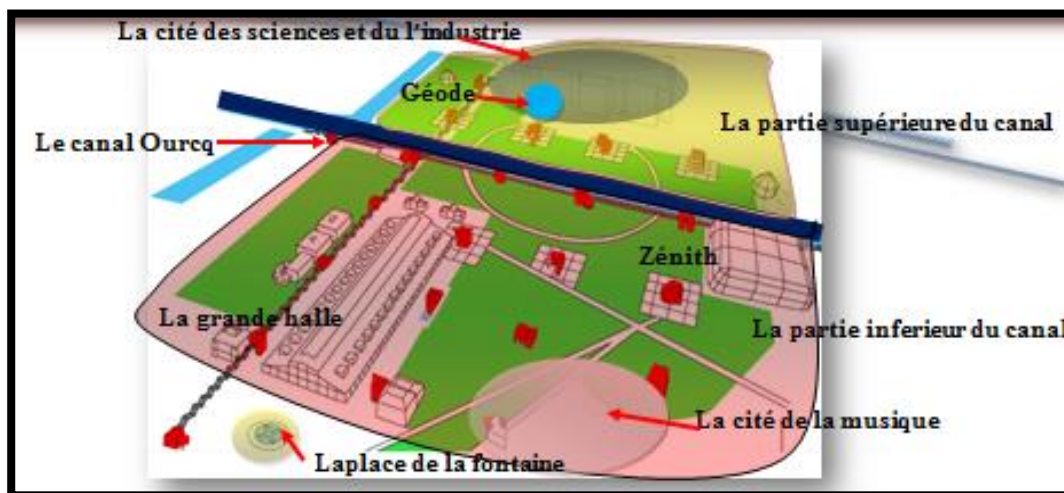 La cité des sciences et du l'industrie
Géode
La partie supérieure du canal
Le canal Ourcq
Zénith
La grande halle
La partie inferieur du canal
La cité de la musique
Laplace de la fontaine